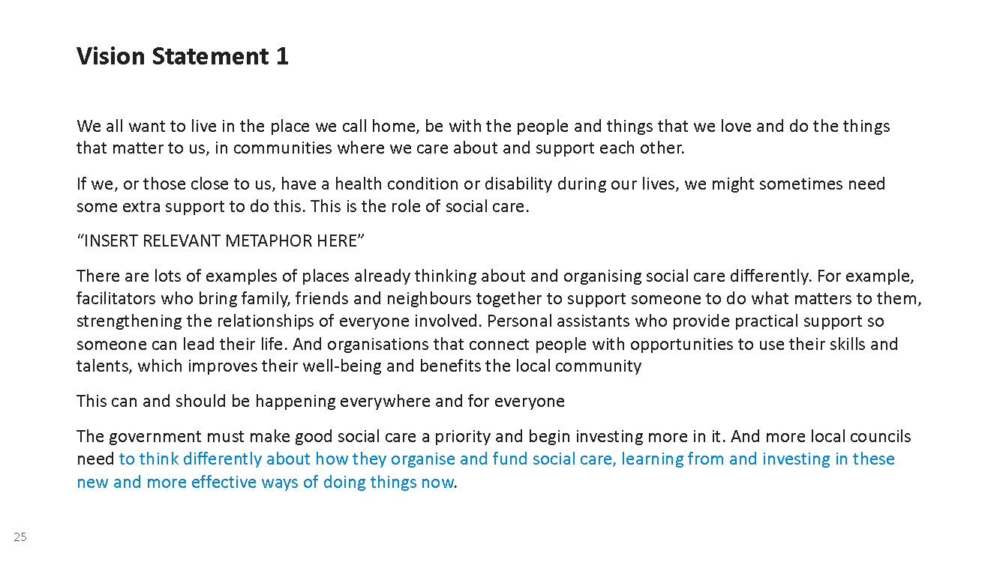 Vision Statement 1
We all want to live in the place we call home, be with the people and things that we love and do the things
that matter to us, in communities where we care about and support each other.
If we, or those close to us, have a health condition or disability during our lives, we might sometimes need
some extra support to do this. This is the role of social care.
“INSERT RELEVANT METAPHOR HERE”
There are lots of examples of places already thinking about and organising social care differently. For example,
facilitators who bring family, friends and neighbours together to support someone to do what matters to them,
strengthening the relationships of everyone involved. Personal assistants who provide practical support so
someone can lead their life. And organisations that connect people with opportunities to use their skills and
talents, which improves their well-being and benefits the local community
This can and should be happening everywhere and for everyone
The government must make good social care a priority and begin investing more in it. And more local councils
need to think differently about how they organise and fund social care, learning from and investing in these
new and more effective ways of doing things now.
25